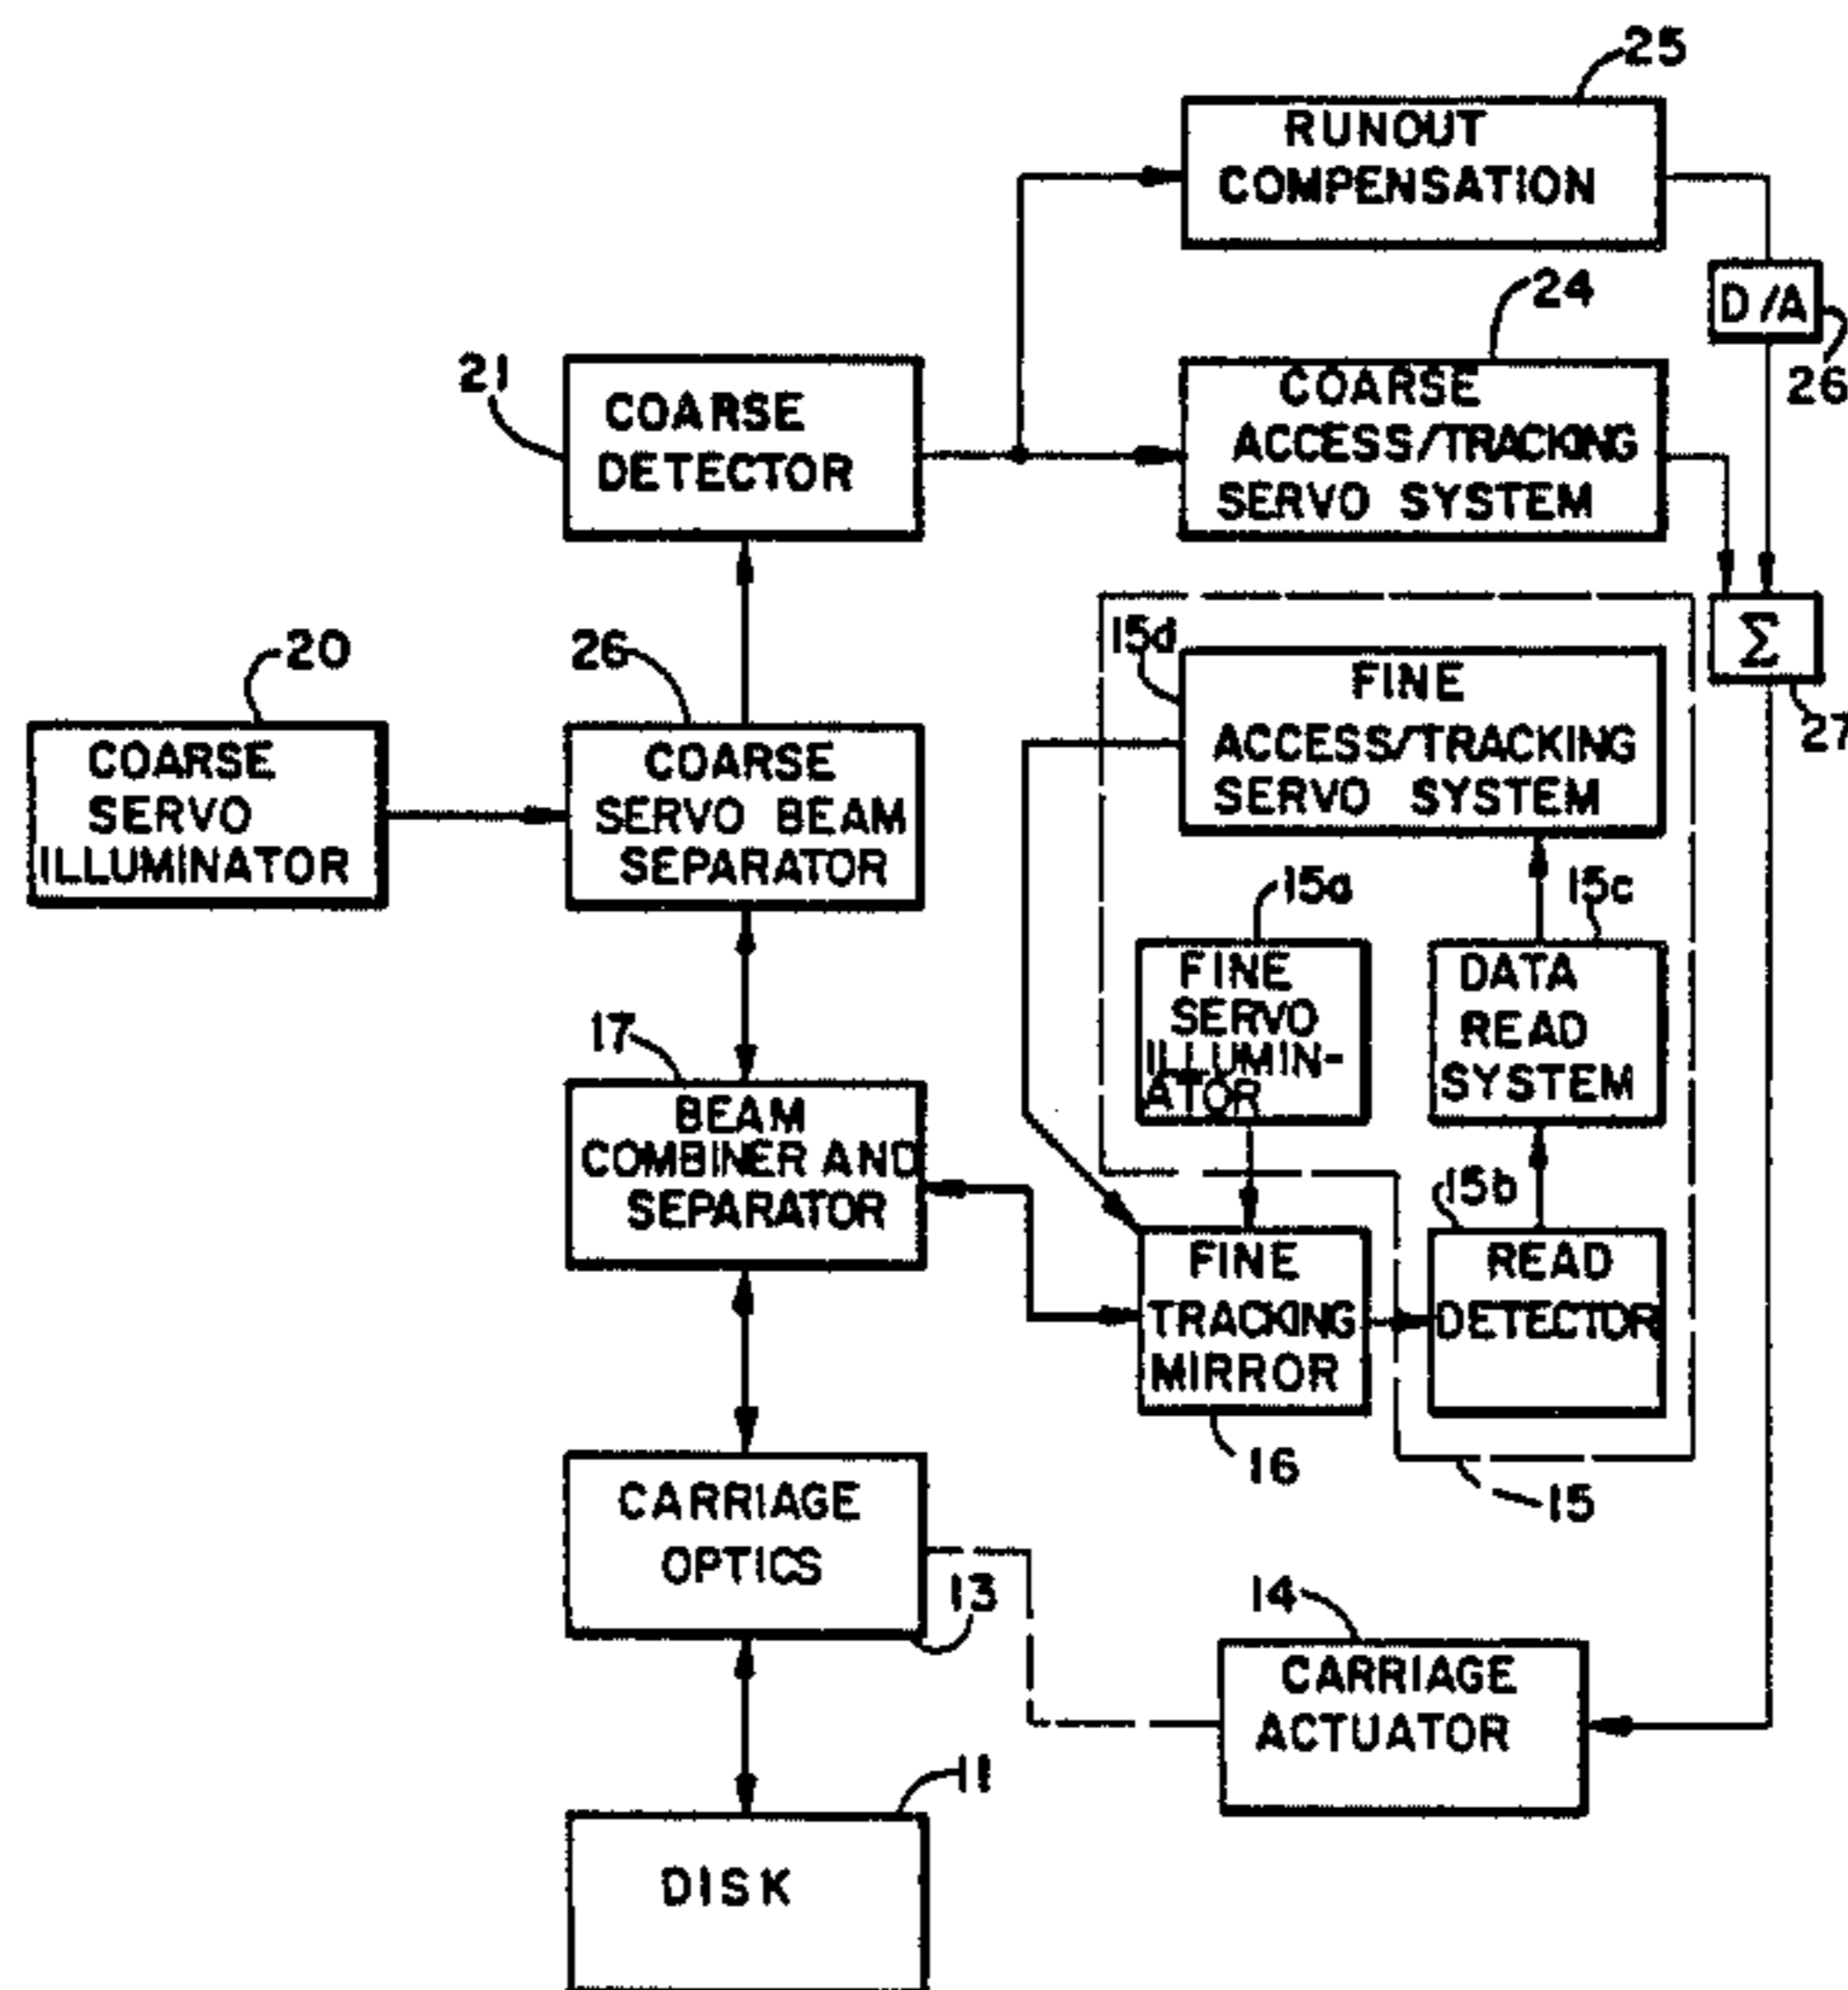 25
RUNOUT
COMPENSATION
24
D/A
26
21
COARSE
DETECTOR
COARSE
ACCESS/TRACKING
SERVO SYSTEM
15d
Σ
27
20
26
FINE
ACCESS/TRACKING
SERVO SYSTEM
COARSE
SERVO
ILLUMINATOR
COARSE
SERVO BEAM
SEPARATOR
15a
15c
FINE
SERVO
ILLUMIN-
ATOR
DATA
READ
SYSTEM
17
BEAM
COMBINER AND
SEPARATOR
15b
FINE
TRACKING
MIRROR
READ
DETECTOR
16
15
CARRIAGE
OPTICS
13
14
CARRIAGE
ACTUATOR
11
DISK